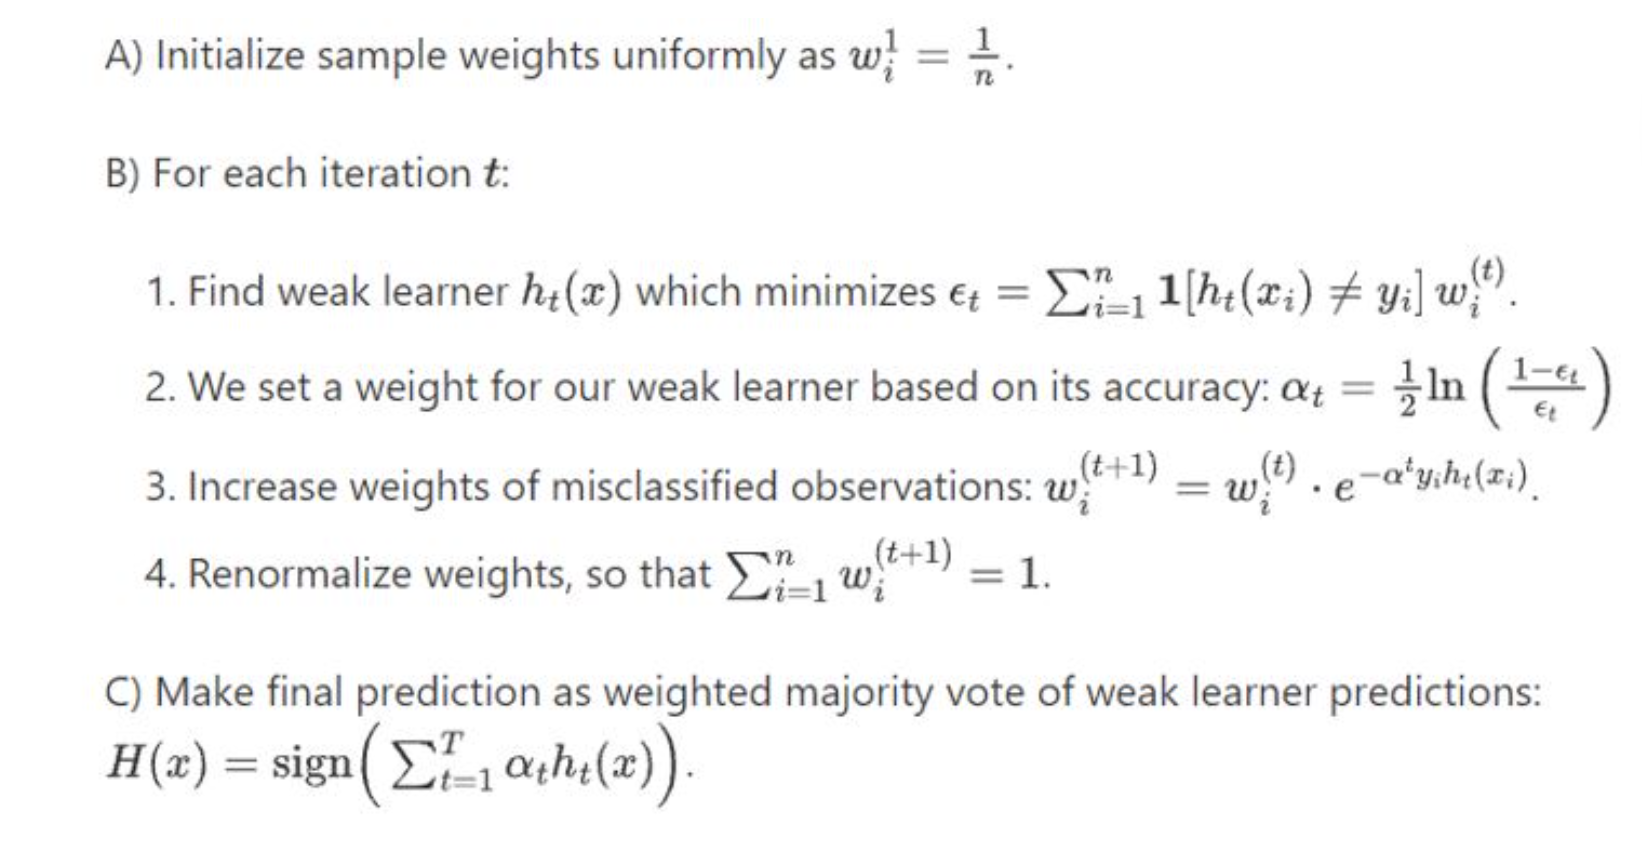 A) Initialize sample weights uniformly as $w_i^1 = \frac{1}{n}$.
B) For each iteration $t$:
1. Find weak learner $h_t(x)$ which minimizes $\epsilon_t = \sum_{i=1}^n \mathbf{1}[h_t(x_i) \neq y_i] \, w_i^{(t)}$.
2. We set a weight for our weak learner based on its accuracy: $\alpha_t = \frac{1}{2} \ln\left(\frac{1-\epsilon_t}{\epsilon_t}\right)$
3. Increase weights of misclassified observations: $w_i^{(t+1)} = w_i^{(t)} \cdot e^{-\alpha^t y_i h_t(x_i)}$.
4. Renormalize weights, so that $\sum_{i=1}^n w_i^{(t+1)} = 1$.
C) Make final prediction as weighted majority vote of weak learner predictions:
$H(x) = \text{sign}\left(\sum_{t=1}^T \alpha_t h_t(x)\right)$.